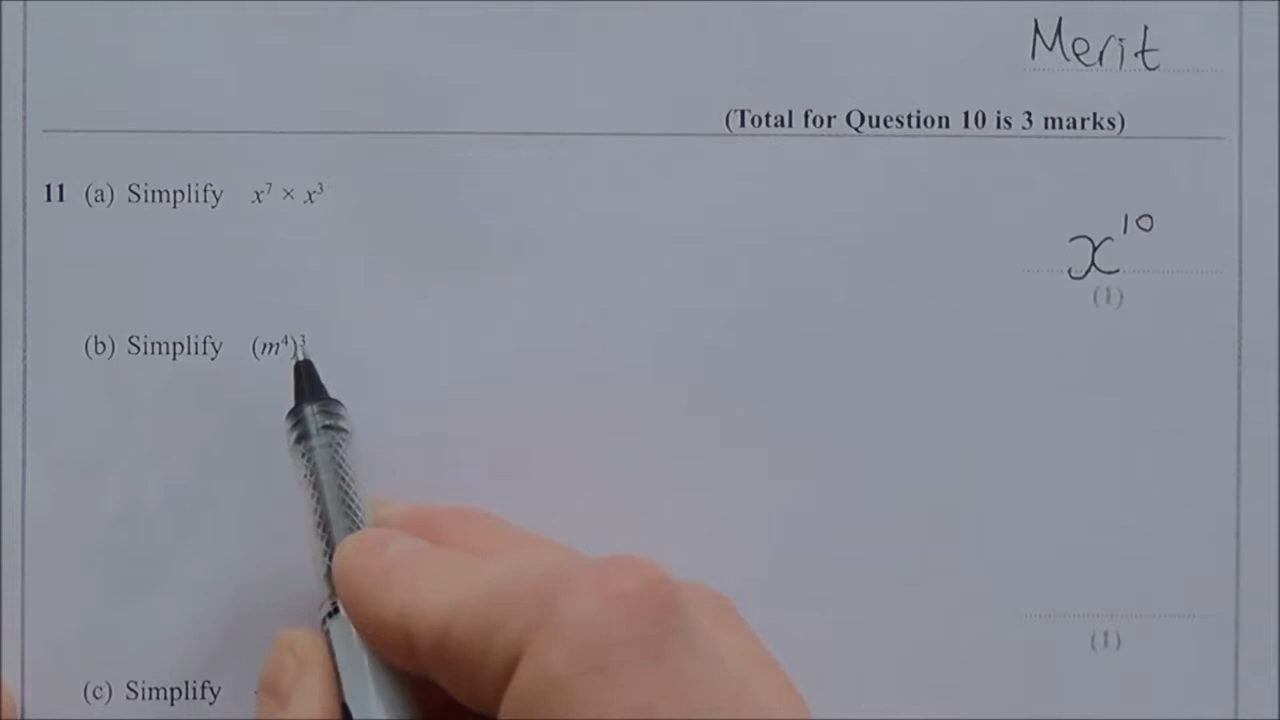 Merit
(Total for Question 10 is 3 marks)
11 (a) Simplify x⁷ × x³
x¹⁰
(1)
(b) Simplify (m⁴)³
(1)
(c) Simplify